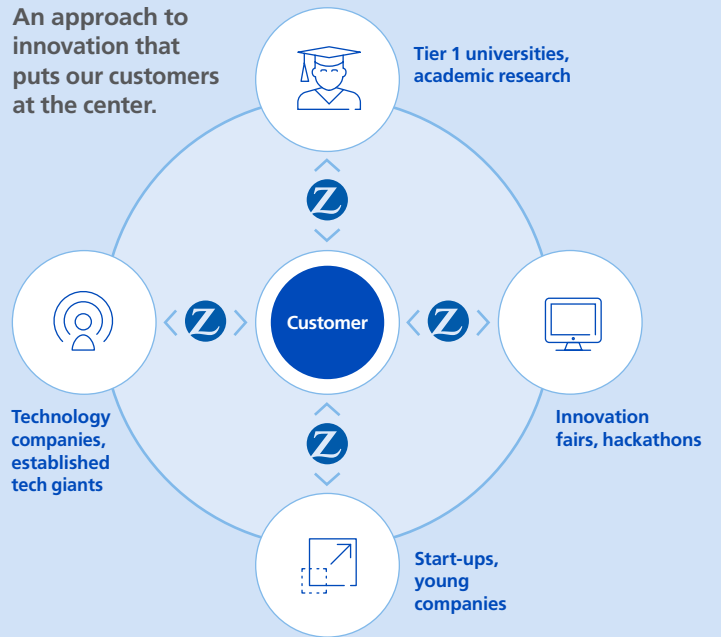 An approach to
innovation that
puts our customers
at the center.
Tier 1 universities,
academic research
Z
Z
Customer
Z
Technology
companies,
established
tech giants
Innovation
fairs, hackathons
Z
Start-ups,
young
companies